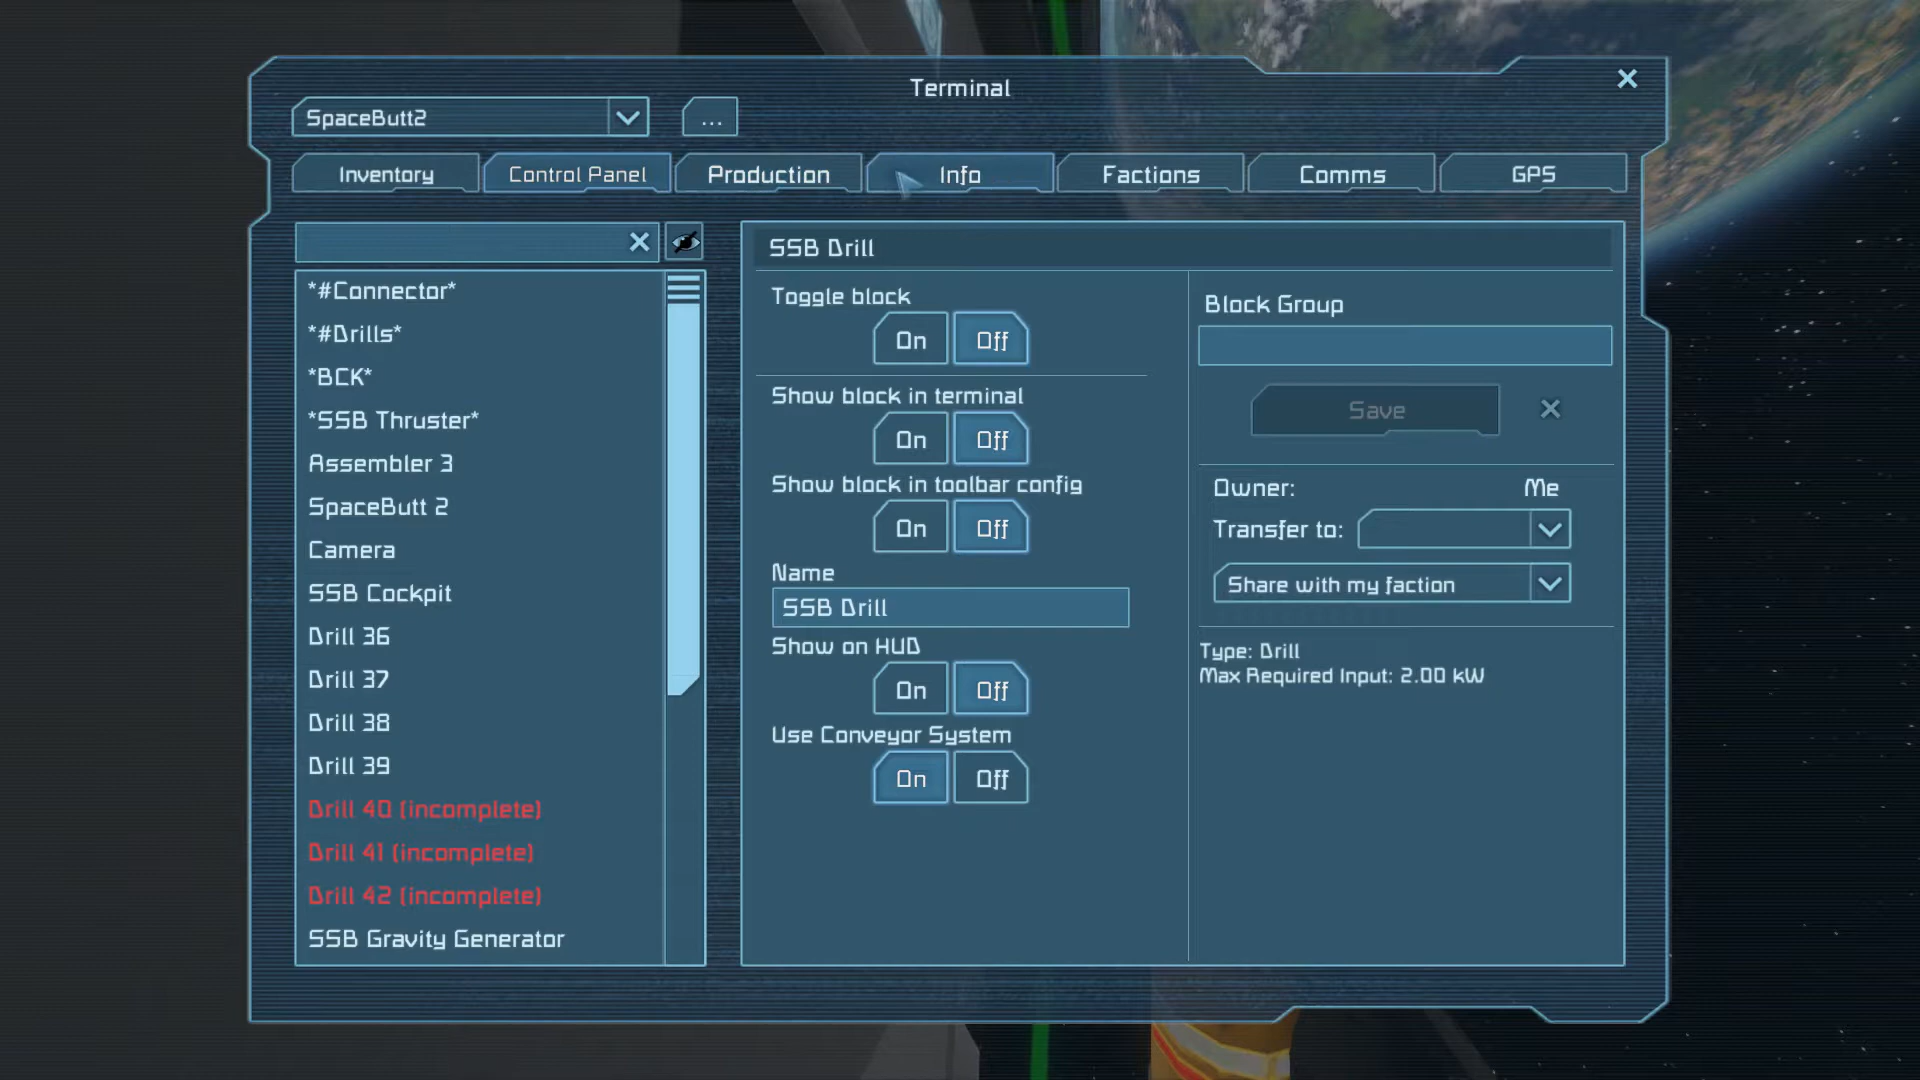 Terminal
SpaceButt2
...
Inventory
Control Panel
Production
Info
Factions
Comms
GPS
*#Connector*
*#Drills*
*BCK*
*SSB Thruster*
Assembler 3
SpaceButt 2
Camera
SSB Cockpit
Drill 36
Drill 37
Drill 38
Drill 39
Drill 40 (incomplete)
Drill 41 (incomplete)
Drill 42 (incomplete)
SSB Gravity Generator
SSB Drill
Toggle block
On Off
Show block in terminal
On Off
Show block in toolbar config
On Off
Name
SSB Drill
Show on HUD
On Off
Use Conveyor System
On Off
Block Group
Save
Owner: Me
Transfer to:
Share with my faction
Type: Drill
Max Required Input: 2.00 kW